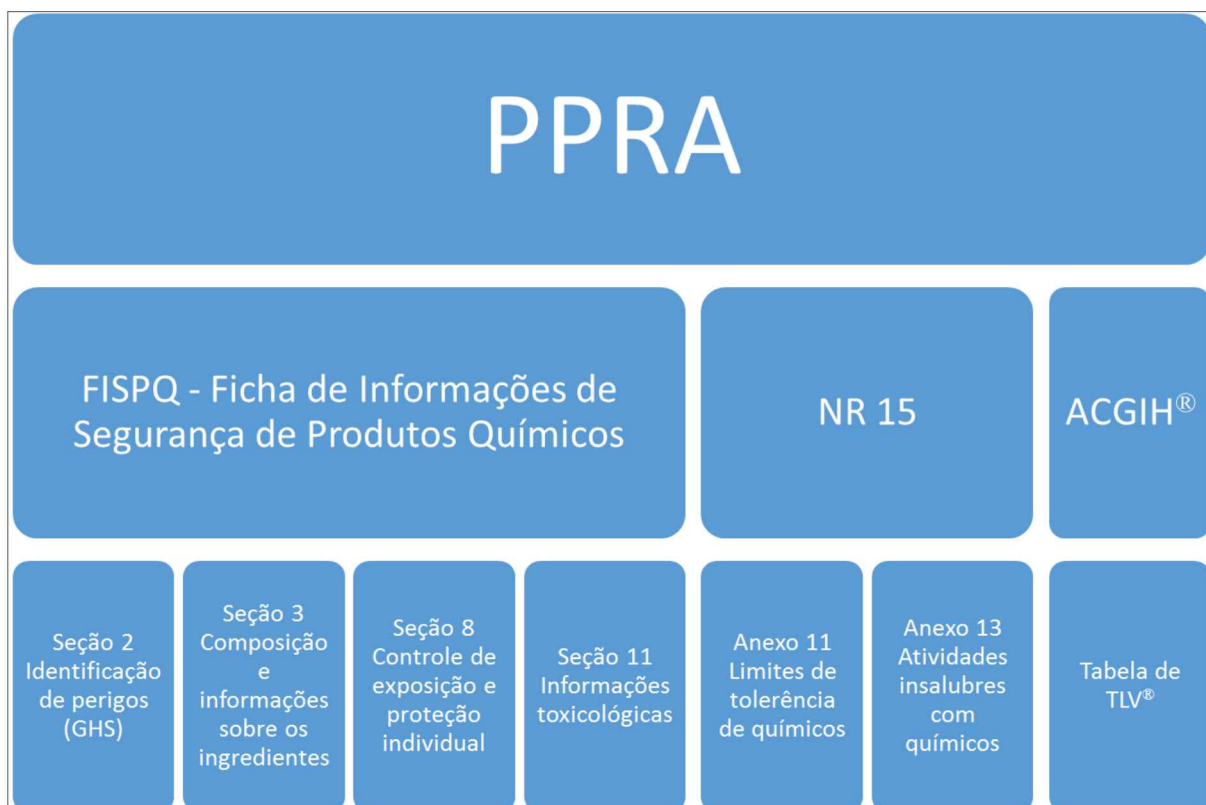 PPRA
FISPQ - Ficha de Informações de
Segurança de Produtos Químicos
NR 15
ACGIH®
Seção 2
Identificação
de perigos
(GHS)
Seção 3
Composição
e
informações
sobre os
ingredientes
Seção 8
Controle de
exposição e
proteção
individual
Seção 11
Informações
toxicológicas
Anexo 11
Limites de
tolerência
de químicos
Anexo 13
Atividades
insalubres
com
químicos
Tabela de
TLV®